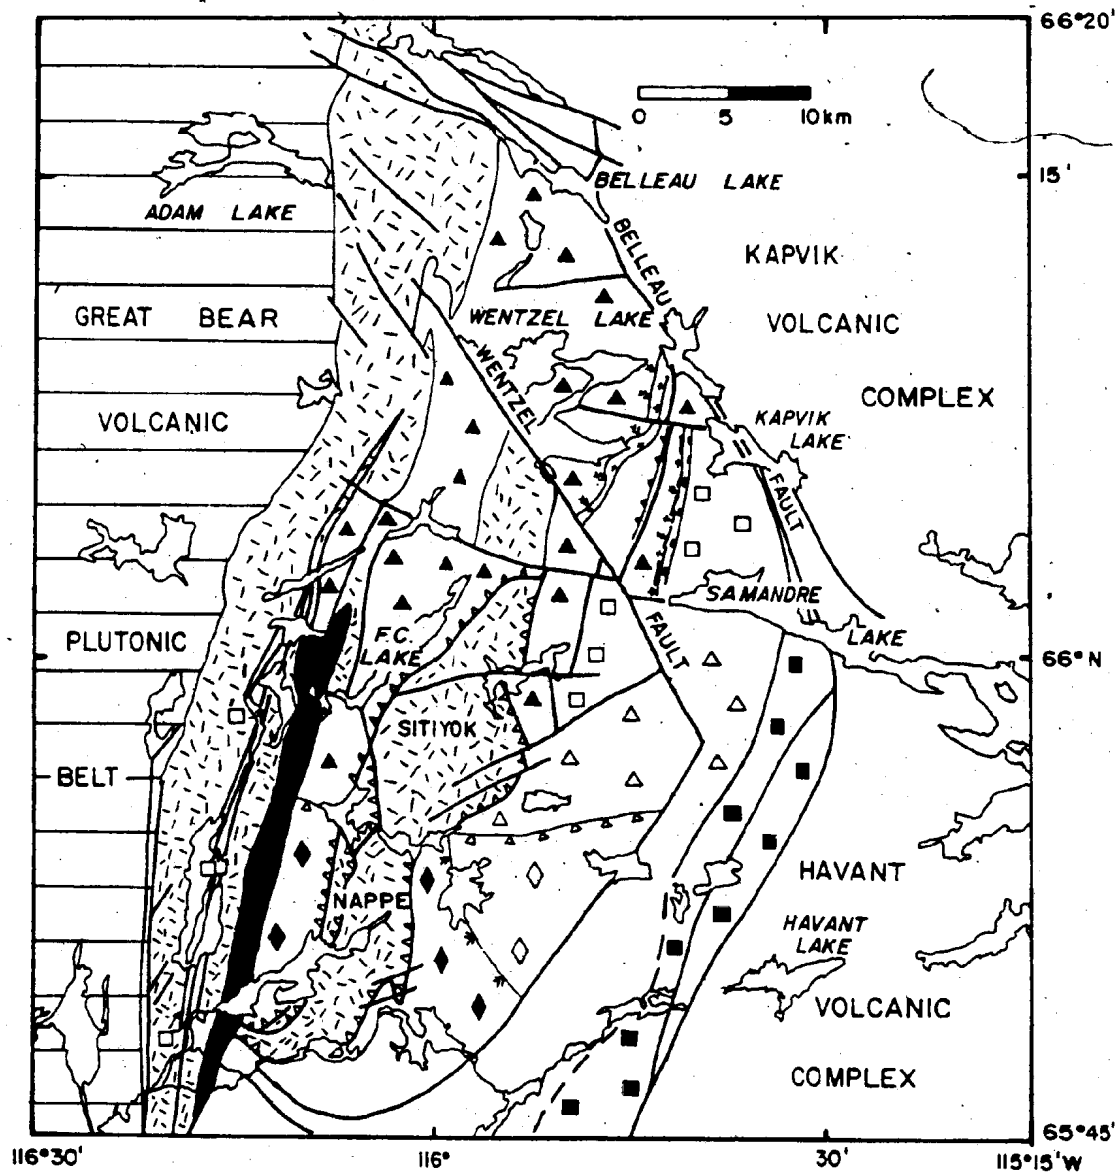 66°20'
0 5 10 km
BELLEAU LAKE
15'
ADAM LAKE
BELLEAU
KAPVIK
GREAT BEAR
WENTZEL LAKE
VOLCANIC
WENTZEL
COMPLEX
VOLCANIC
KAPVIK
LAKE
FAULT
SAMANDRE
PLUTONIC
F.C.
LAKE
FAULT
LAKE
66°N
SITIYOK
BELT
HAVANT
NAPPE
HAVANT
LAKE
VOLCANIC
COMPLEX
65°45'
116°30' 116° 30' 115°15'W